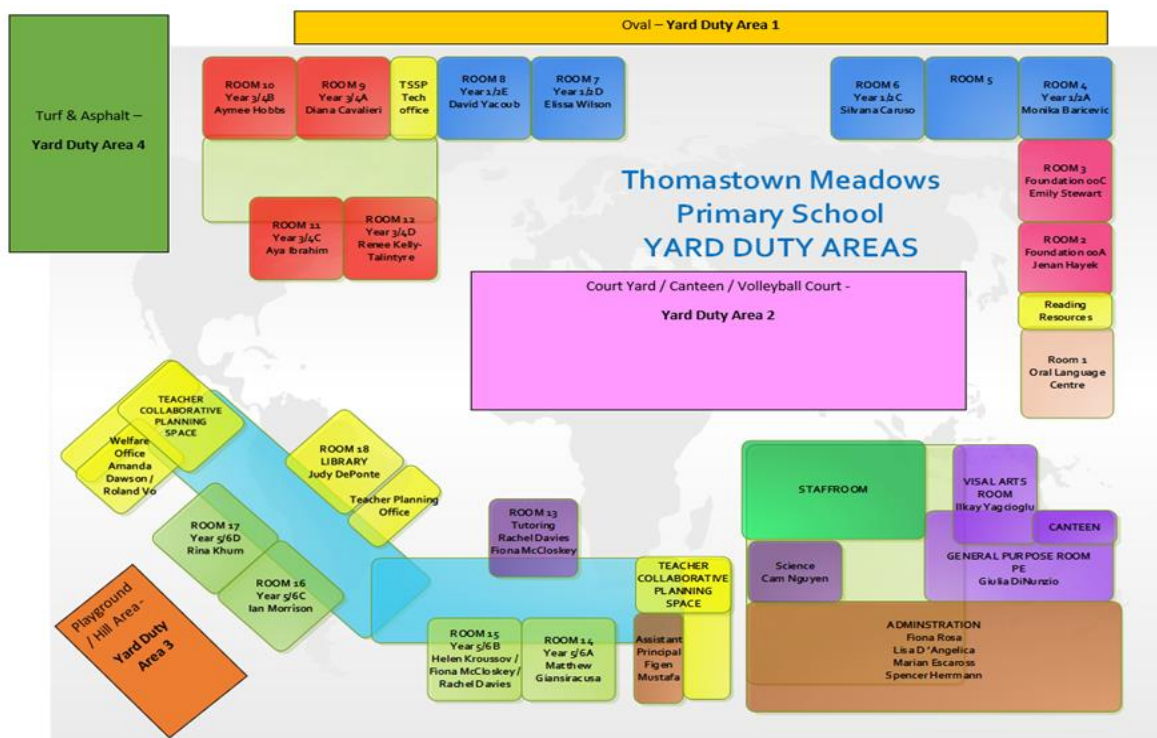 Oval – Yard Duty Area 1
Turf & Asphalt –
Yard Duty Area 4
ROOM 10
Year 3/4B
Aymee Hobbs
ROOM 9
Year 3/4A
Diana Cavalieri
TSSP
Tech
office
ROOM 8
Year 1/2E
David Yacoub
ROOM 7
Year 1/2D
Elissa Wilson
ROOM 6
Year 1/2C
Silvana Caruso
ROOM 5
ROOM 4
Year 1/2A
Monika Baricevic
ROOM 3
Foundation 00C
Emily Stewart
ROOM 2
Foundation 00A
Jenan Hayek
Reading
Resources
Room 1
Oral Language
Centre
ROOM 11
Year 3/4C
Aya Ibrahim
ROOM 12
Year 3/4D
Renee Kelly-
Talintyre
Thomastown Meadows
Primary School
YARD DUTY AREAS
Court Yard / Canteen / Volleyball Court -
Yard Duty Area 2
TEACHER
COLLABORATIVE
PLANNING
SPACE
Welfare
Office
Amanda
Dawson /
Roland Vo
ROOM 18
LIBRARY
Judy DePonte
Teacher Planning
Office
ROOM 17
Year 5/6D
Rina Khum
ROOM 16
Year 5/6C
Ian Morrison
Playground
/ Hill Area -
Yard Duty
Area 3
ROOM 13
Tutoring
Rachel Davies
Fiona McCloskey
ROOM 15
Year 5/6B
Helen Kroussov /
Fiona McCloskey /
Rachel Davies
ROOM 14
Year 5/6A
Matthew
Giansiracusa
TEACHER
COLLABORATIVE
PLANNING
SPACE
Assistant
Principal
Figen
Mustafa
STAFFROOM
VISAL ARTS
ROOM
Ilkay Yagcioglu
CANTEEN
GENERAL PURPOSE ROOM
PE
Giulia DiNunzio
Science
Cam Nguyen
ADMINSTRATION
Fiona Rosa
Lisa D 'Angelica
Marian Escaross
Spencer Herrmann